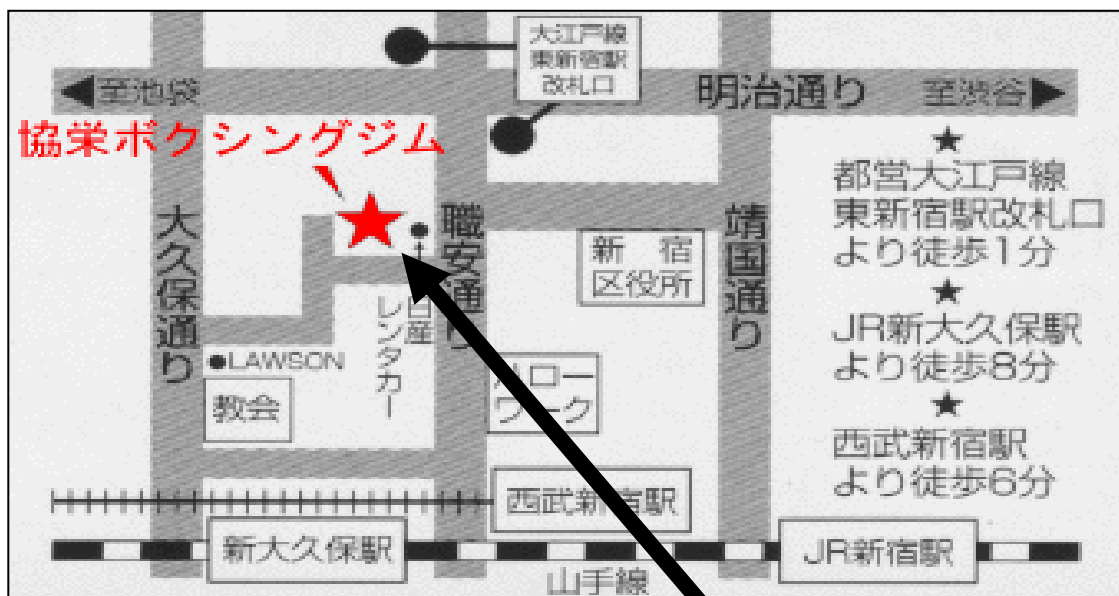 大江戸線
東新宿駅
改札口
◀至池袋
明治通り
至渋谷▶
協栄ボクシングジム
大久保通り
職安通り
靖国通り
新 宿
区役所
日産
レンタカー
●LAWSON
教会
ハロー
ワーク
西武新宿駅
新大久保駅
山手線
JR新宿駅
★
都営大江戸線
東新宿駅改札口
より徒歩1分
★
JR新大久保駅
より徒歩8分
★
西武新宿駅
より徒歩6分